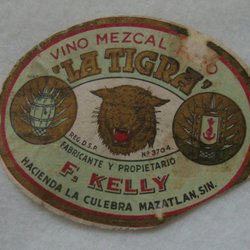 VINO MEZCAL
"LA TIGRA"
REG. D.S.P. Nº 3704.
FABRICANTE Y PROPIETARIO
F. KELLY
HACIENDA LA CULEBRA MAZATLAN, SIN.